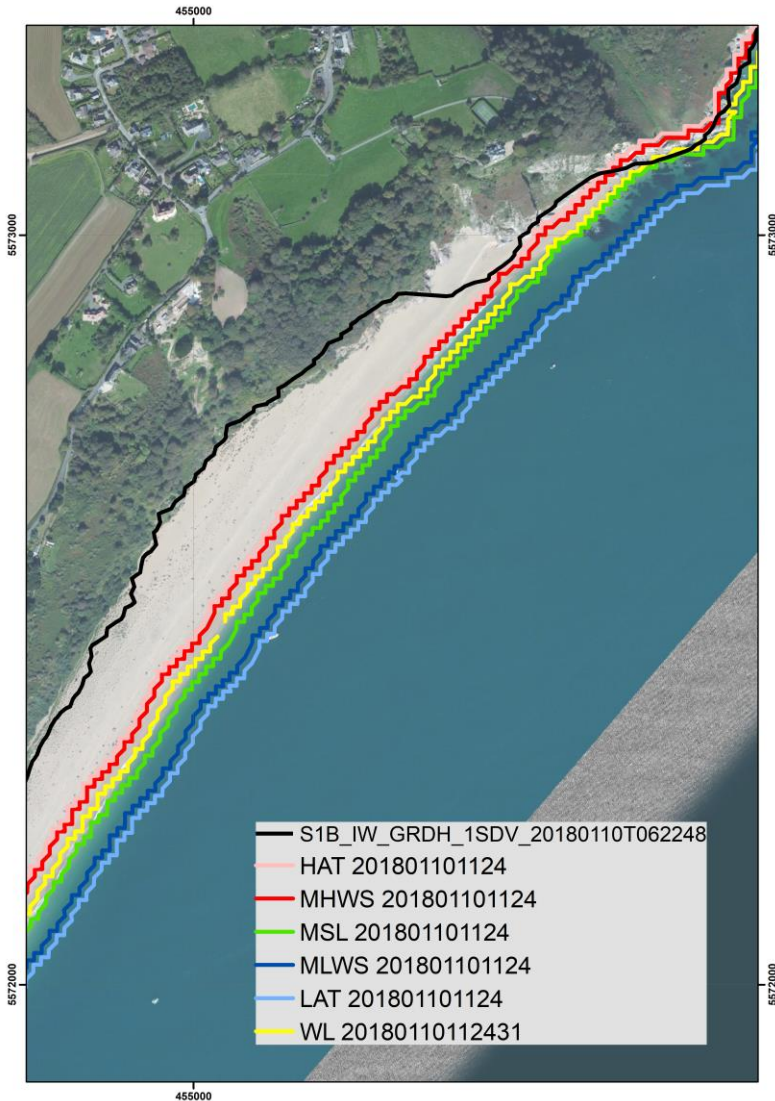 455000
5573000
5573000
S1B_IW_GRDH_1SDV_20180110T062248
HAT 201801101124
MHWS 201801101124
MSL 201801101124
MLWS 201801101124
LAT 201801101124
WL 20180110112431
5572000
5572000
455000